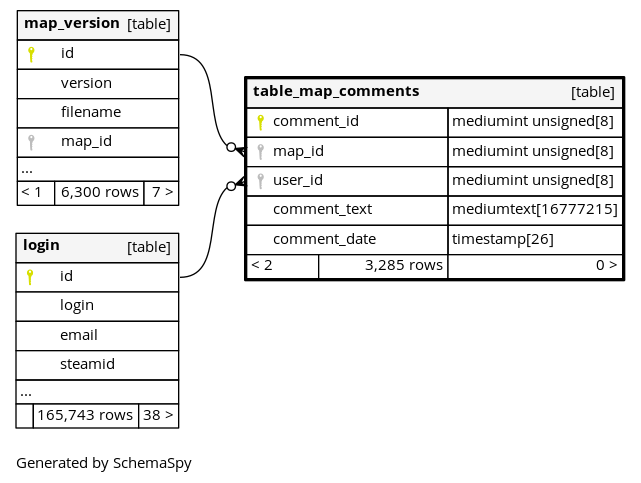 map_version [table]
id
version
filename
map_id
...
< 1 6,300 rows 7 >
table_map_comments [table]
comment_id mediumint unsigned[8]
map_id mediumint unsigned[8]
user_id mediumint unsigned[8]
comment_text mediumtext[16777215]
comment_date timestamp[26]
< 2 3,285 rows 0 >
login [table]
id
login
email
steamid
...
165,743 rows 38 >
Generated by SchemaSpy